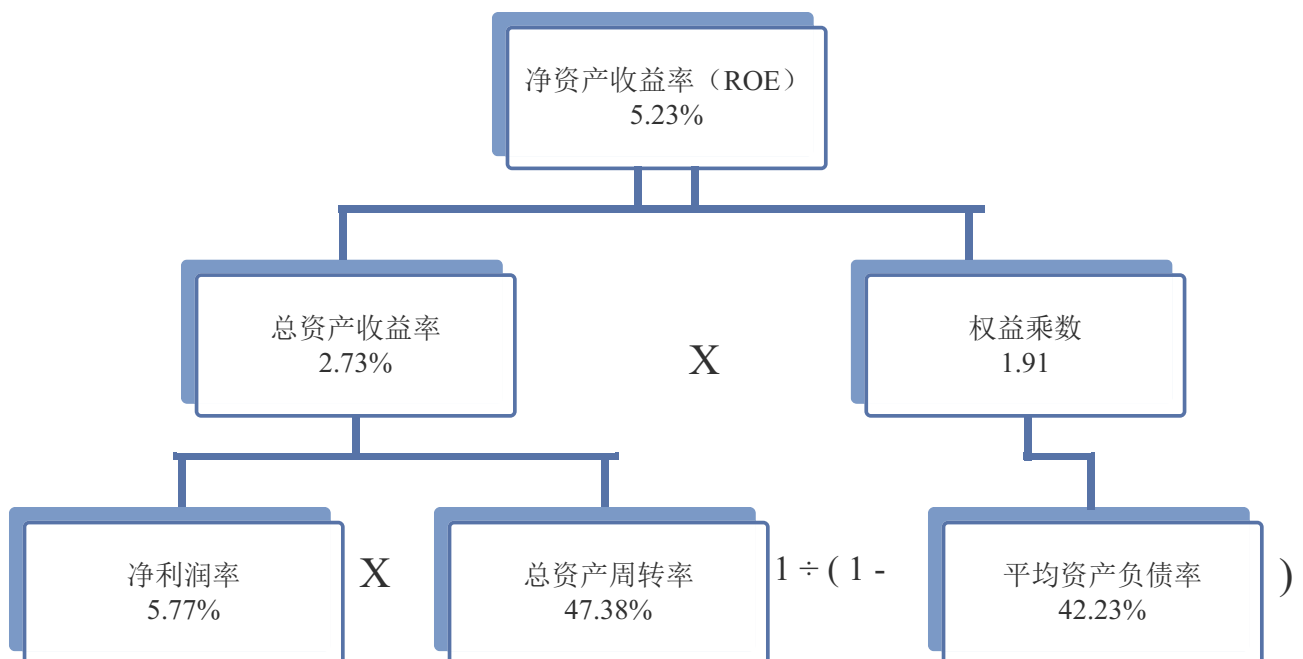 净资产收益率（ROE）
5.23%
总资产收益率
2.73%
X
权益乘数
1.91
净利润率
5.77%
X
总资产周转率
47.38%
1 ÷ ( 1 -
平均资产负债率
42.23%
)